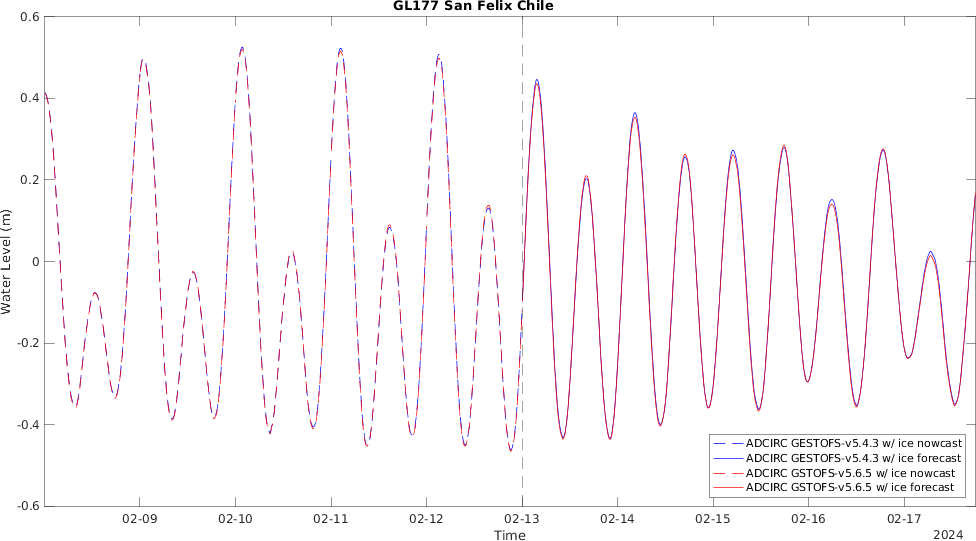 GL177 San Felix Chile
0.6
0.4
0.2
0
-0.2
-0.4
-0.6
Water Level (m)
ADCIRC GESTOFS-v5.4.3 w/ ice nowcast
ADCIRC GESTOFS-v5.4.3 w/ ice forecast
ADCIRC GSTOFS-v5.6.5 w/ ice nowcast
ADCIRC GSTOFS-v5.6.5 w/ ice forecast
02-09 02-10 02-11 02-12 02-13 02-14 02-15 02-16 02-17
Time
2024